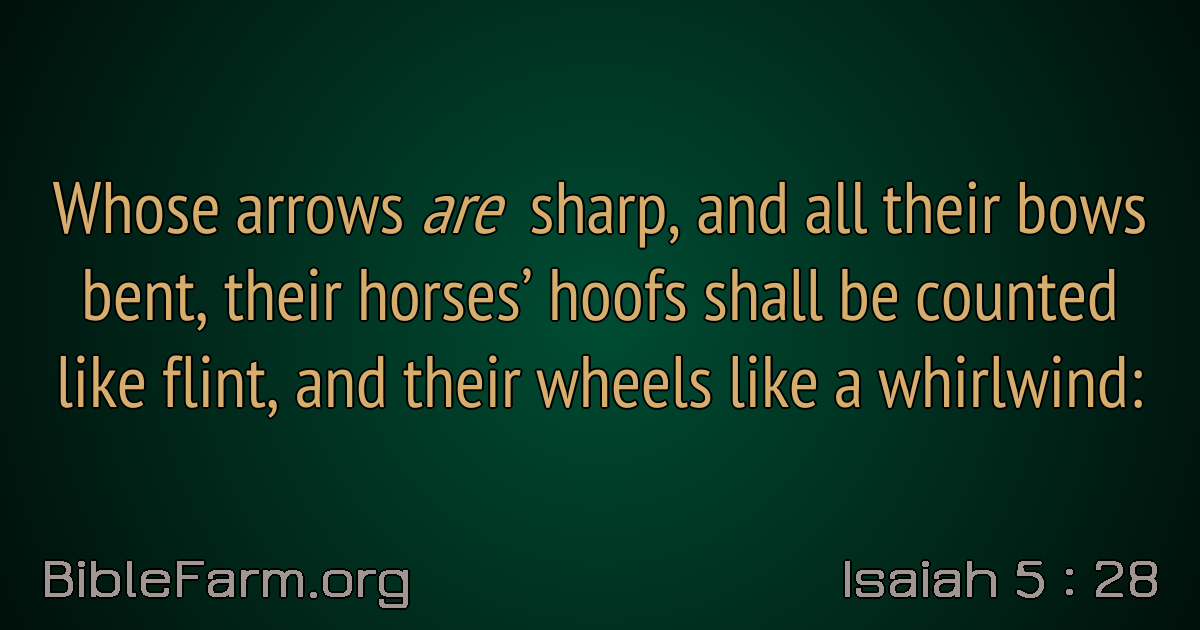 Whose arrows are sharp, and all their bows
bent, their horses’ hoofs shall be counted
like flint, and their wheels like a whirlwind:
BibleFarm.org
Isaiah 5 : 28